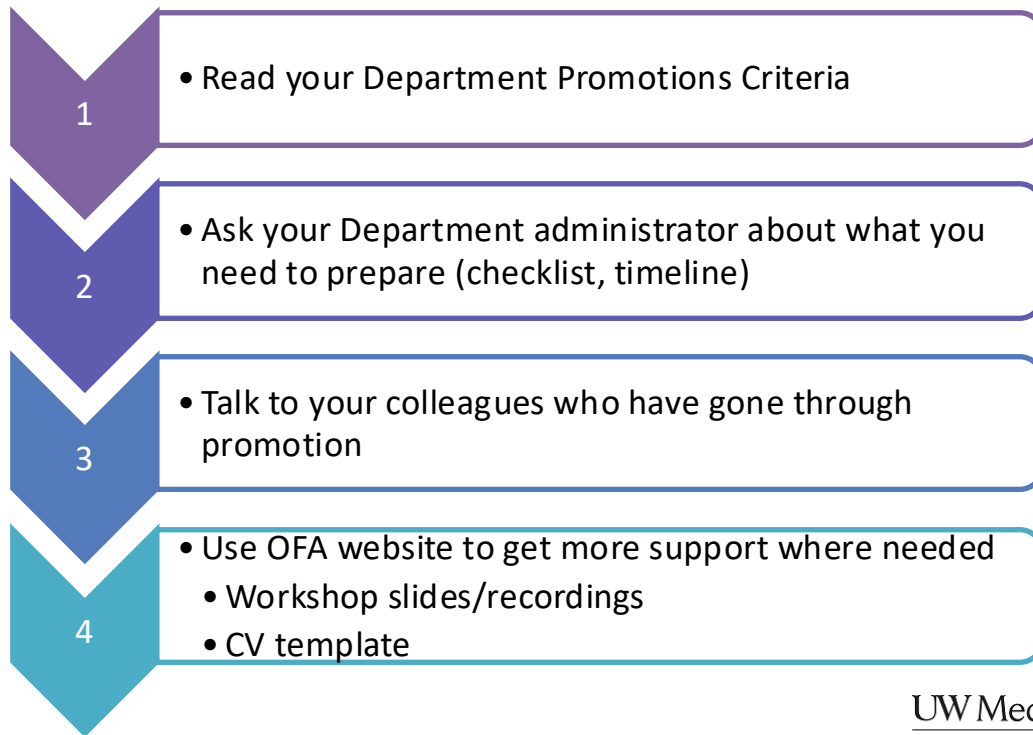 1
• Read your Department Promotions Criteria
2
• Ask your Department administrator about what you
need to prepare (checklist, timeline)
3
• Talk to your colleagues who have gone through
promotion
4
• Use OFA website to get more support where needed
• Workshop slides/recordings
• CV template
UW Med